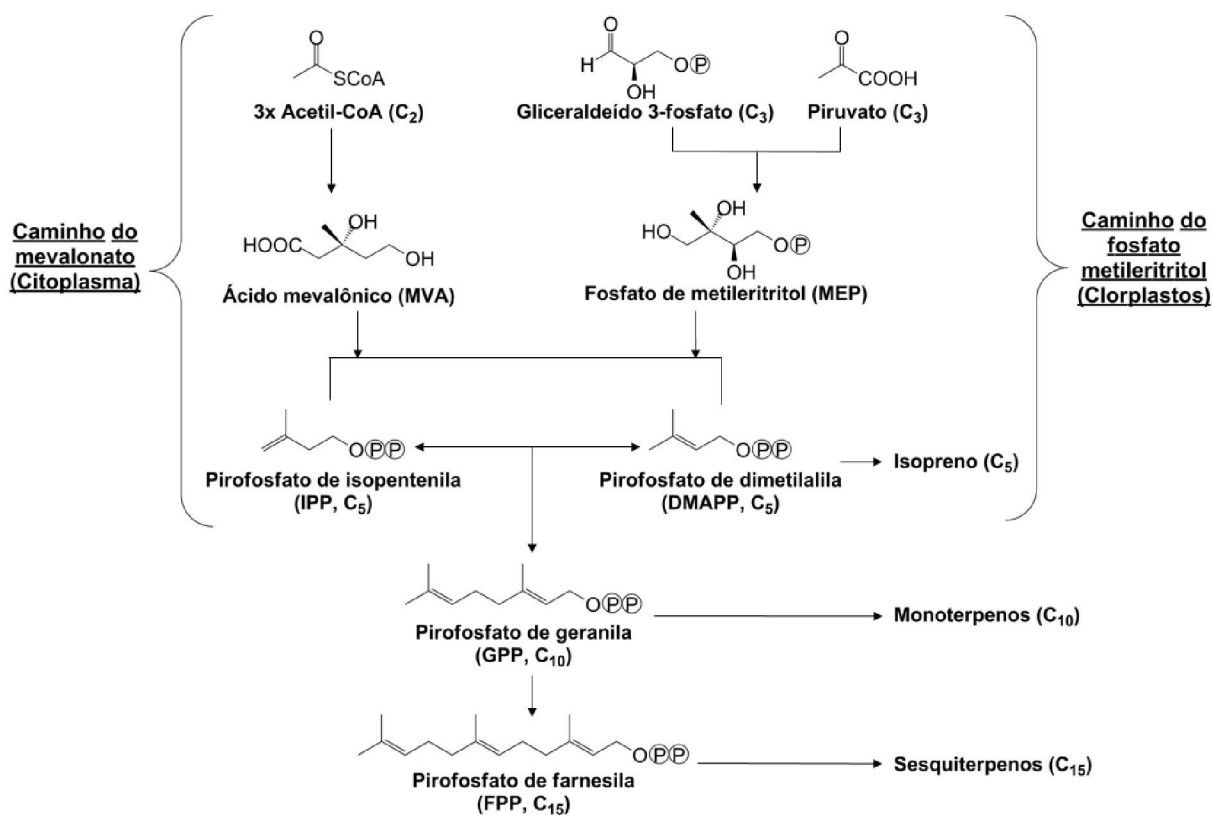 O
SCoA
3x Acetil-CoA (C2)
O
H
OH
OP
Gliceraldeído 3-fosfato (C3)
O
COOH
Piruvato (C3)
Caminho do
mevalonato
(Citoplasma)
HOOC
OH
OH
Ácido mevalônico (MVA)
HO
OH
OH
OP
Fosfato de metileritritol (MEP)
Caminho do
fosfato
metileritritol
(Clorplastos)
OPP
Pirofosfato de isopentenila
(IPP, C5)
OPP
Pirofosfato de dimetilalila
(DMAPP, C5)
Isopreno (C5)
OPP
Pirofosfato de geranila
(GPP, C10)
Monoterpenos (C10)
OPP
Pirofosfato de farnesila
(FPP, C15)
Sesquiterpenos (C15)